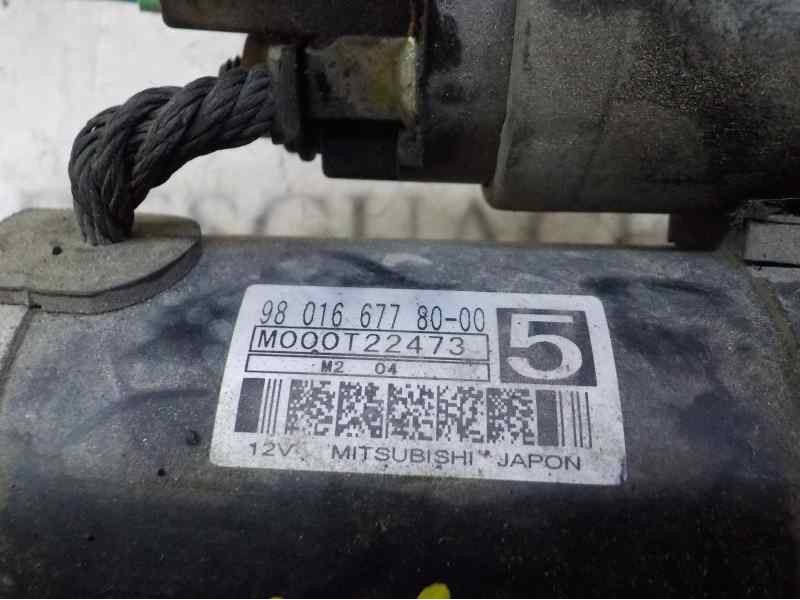 98 016 677 80-00
M000T22473
5
M2 04
12V MITSUBISHI JAPON